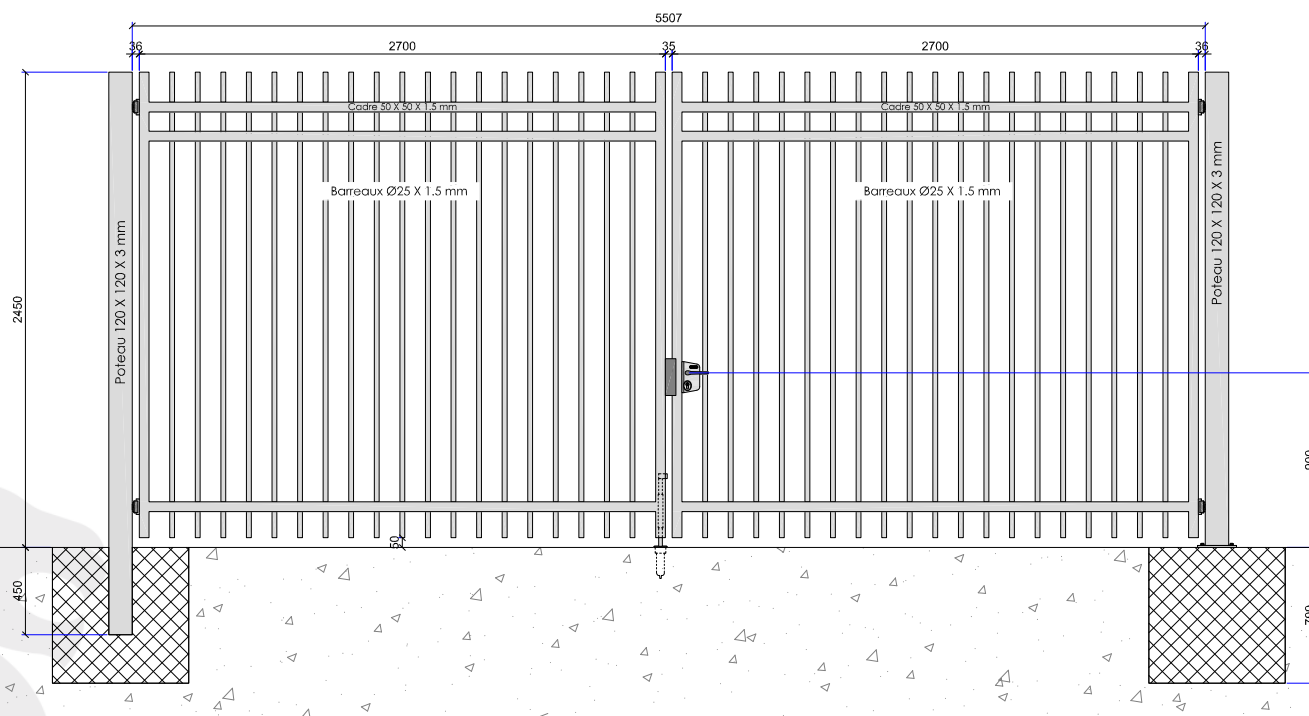 5507
36
2700
35
2700
36
Cadre 50 X 50 X 1.5 mm
Cadre 50 X 50 X 1.5 mm
Barreaux Ø25 X 1.5 mm
Barreaux Ø25 X 1.5 mm
Poteau 120 X 120 X 3 mm
Poteau 120 X 120 X 3 mm
2450
50
450